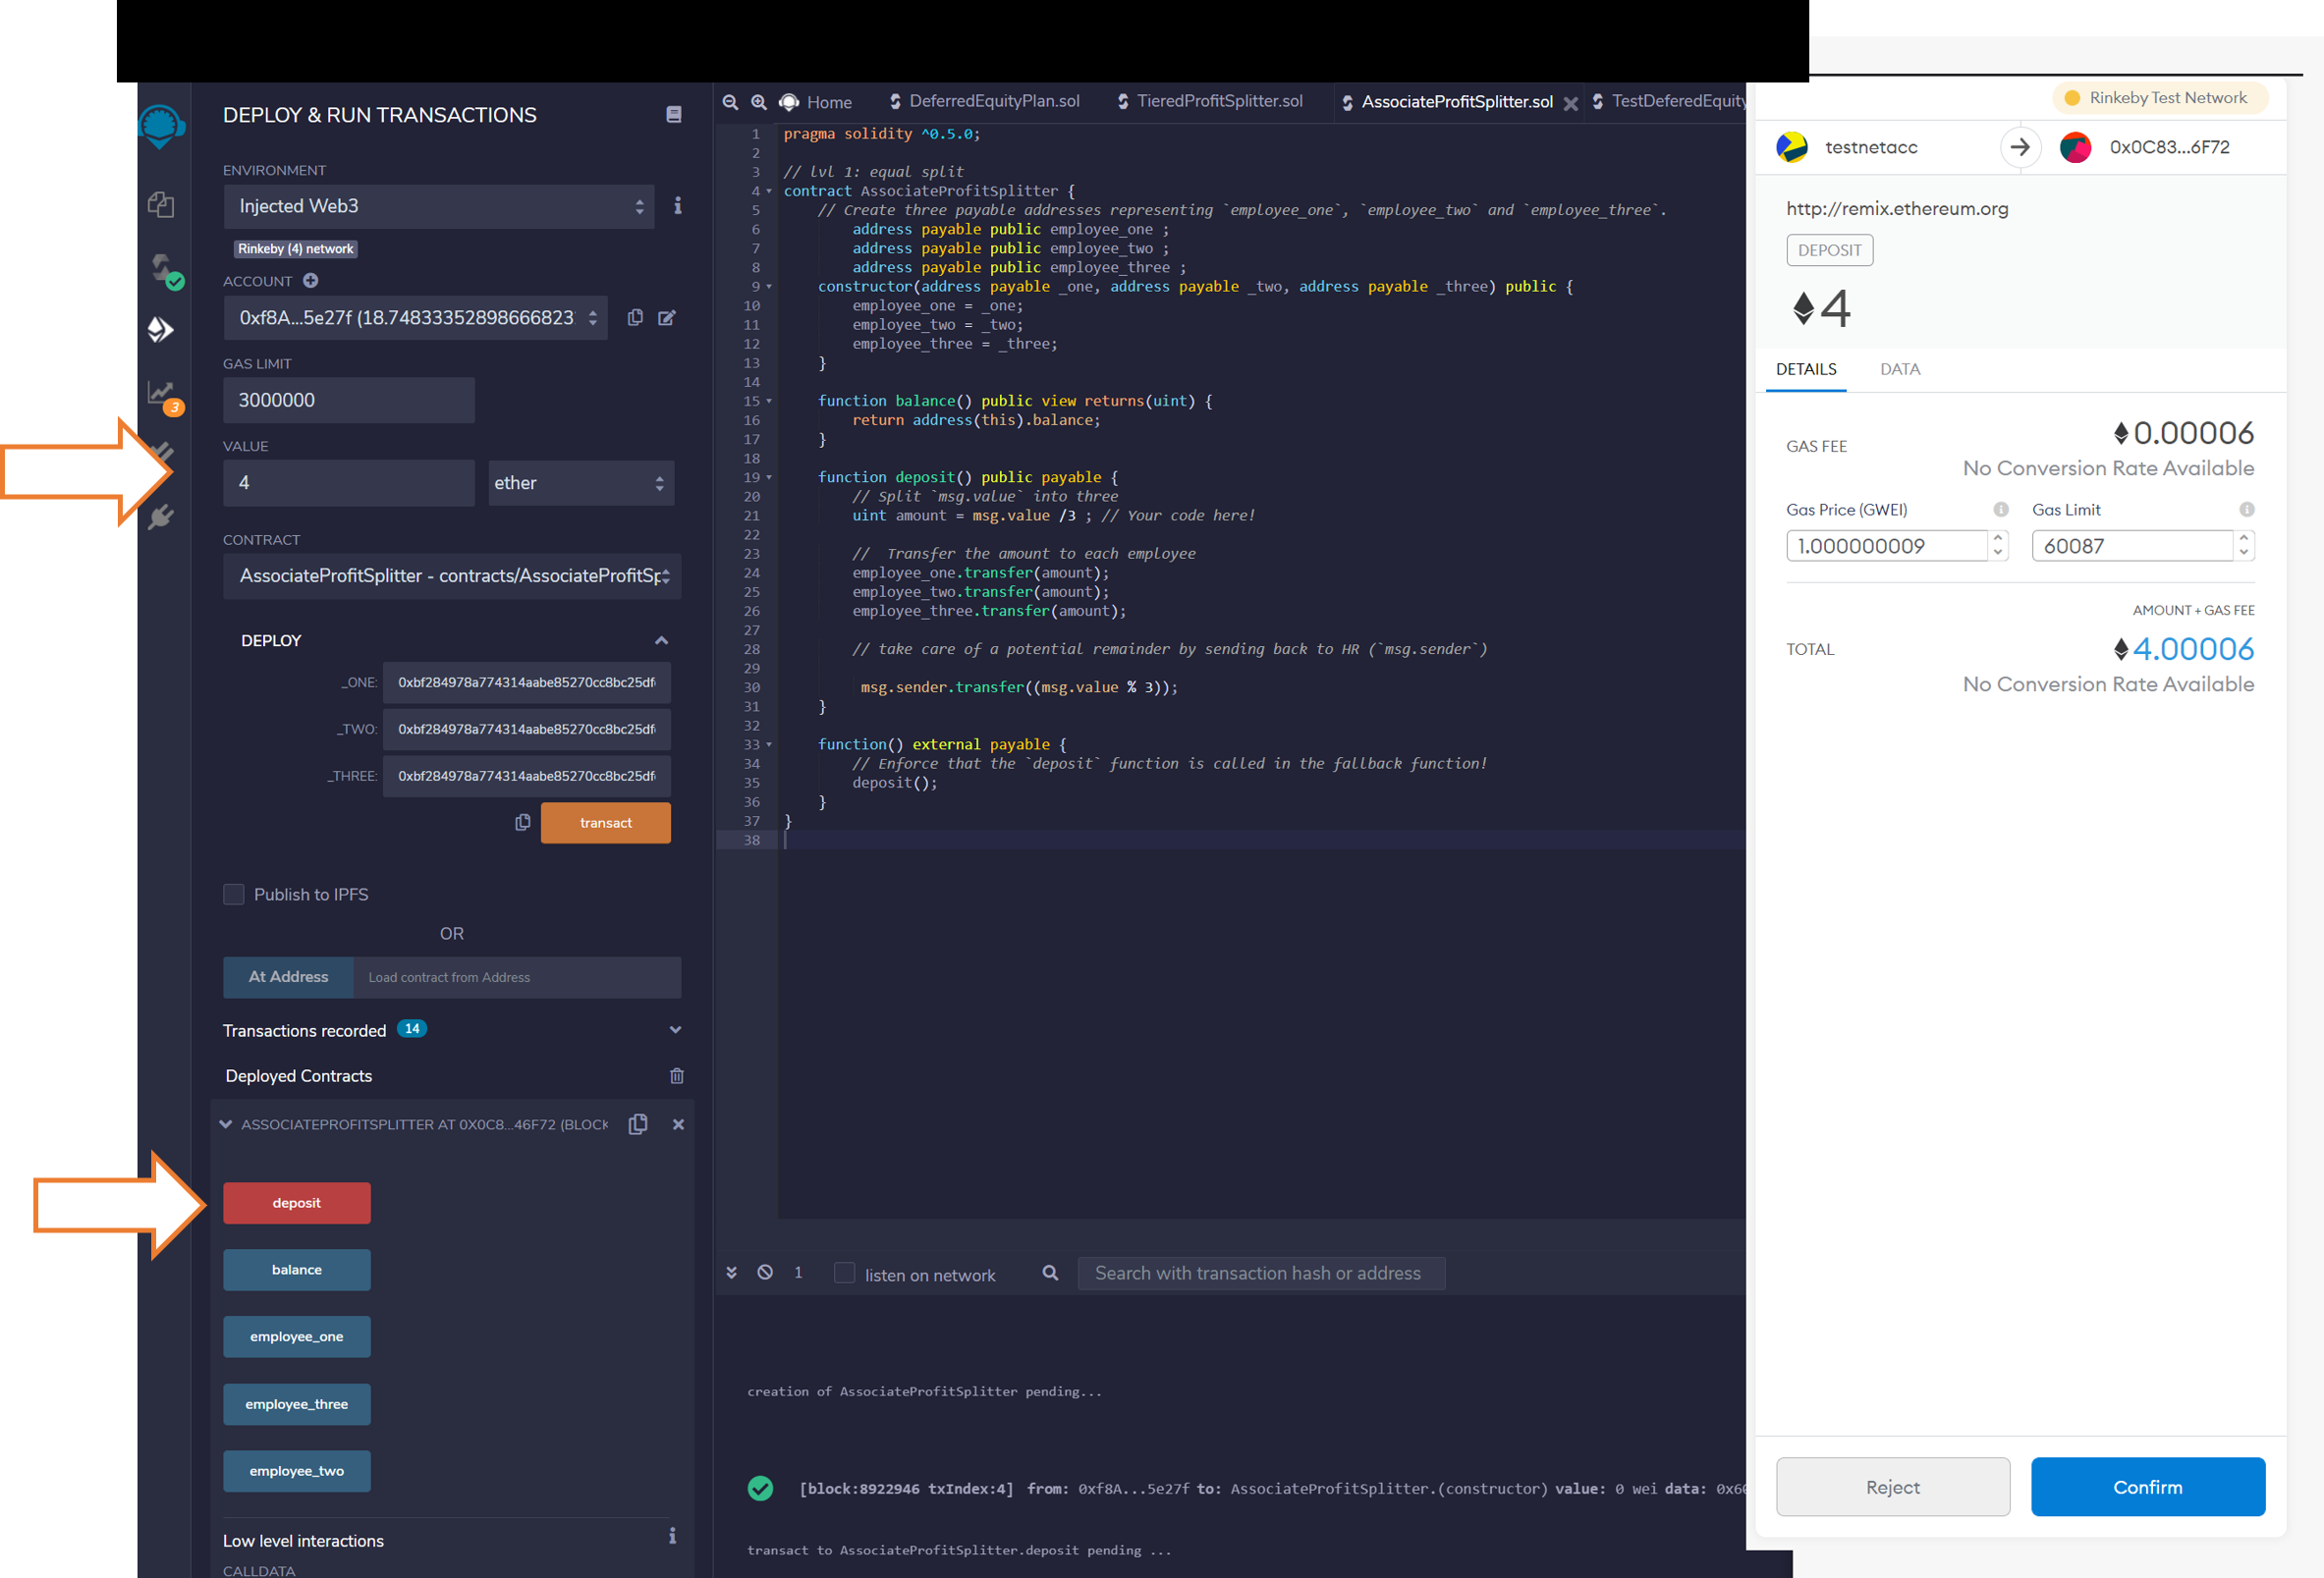 DEPLOY & RUN TRANSACTIONS
ENVIRONMENT
Injected Web3
Rinkeby (4) network
ACCOUNT
0xf8A...5e27f (18.74833352898666823
GAS LIMIT
3000000
VALUE
4
ether
CONTRACT
AssociateProfitSplitter - contracts/AssociateProfitSp
DEPLOY
_ONE:
0xbf284978a774314aabe85270cc8bc25df
_TWO:
0xbf284978a774314aabe85270cc8bc25df
_THREE:
0xbf284978a774314aabe85270cc8bc25df
transact
Publish to IPFS
OR
At Address
Load contract from Address
Transactions recorded 14
Deployed Contracts
ASSOCIATEPROFITSPLITTER AT 0X0C8...46F72 (BLOCK
deposit
balance
employee_one
employee_three
employee_two
Low level interactions
CALLDATA
3
Home
DeferredEquityPlan.sol
TieredProfitSplitter.sol
AssociateProfitSplitter.sol
TestDeferedEquity
1 pragma solidity ^0.5.0;
2
3 // lvl 1: equal split
4 contract AssociateProfitSplitter {
5 // Create three payable addresses representing `employee_one`, `employee_two` and `employee_three`.
6 address payable public employee_one ;
7 address payable public employee_two ;
8 address payable public employee_three ;
9 constructor(address payable _one, address payable _two, address payable _three) public {
10 employee_one = _one;
11 employee_two = _two;
12 employee_three = _three;
13 }
14
15 function balance() public view returns(uint) {
16 return address(this).balance;
17 }
18
19 function deposit() public payable {
20 // Split `msg.value` into three
21 uint amount = msg.value /3 ; // Your code here!
22
23 //  Transfer the amount to each employee
24 employee_one.transfer(amount);
25 employee_two.transfer(amount);
26 employee_three.transfer(amount);
27
28 // take care of a potential remainder by sending back to HR (`msg.sender`)
29
30 msg.sender.transfer((msg.value % 3));
31 }
32
33 function() external payable {
34 // Enforce that the `deposit` function is called in the fallback function!
35 deposit();
36 }
37 }
38
1
listen on network
Search with transaction hash or address
creation of AssociateProfitSplitter pending...
[block:8922946 txIndex:4] from: 0xf8A...5e27f to: AssociateProfitSplitter.(constructor) value: 0 wei data: 0x60
transact to AssociateProfitSplitter.deposit pending ...
Rinkeby Test Network
testnetacc
0x0C83...6F72
http://remix.ethereum.org
DEPOSIT
4
DETAILS
DATA
GAS FEE
0.00006
No Conversion Rate Available
Gas Price (GWEI)
Gas Limit
1.000000009
60087
AMOUNT + GAS FEE
TOTAL
4.00006
No Conversion Rate Available
Reject
Confirm